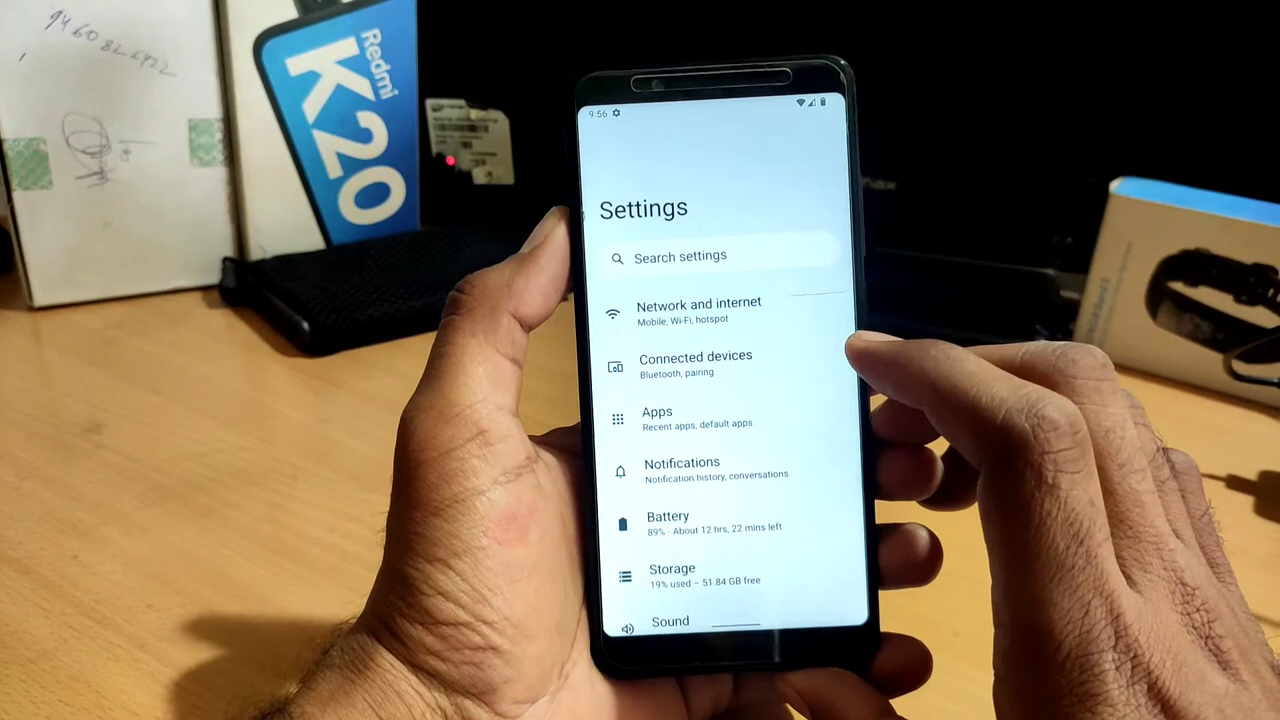 Redmi
K20
9:56
Settings
Search settings
Network and internet
Mobile, Wi-Fi, hotspot
Connected devices
Bluetooth, pairing
Apps
Recent apps, default apps
Notifications
Notification history, conversations
Battery
89% · About 12 hrs, 22 mins left
Storage
19% used – 51.84 GB free
Sound